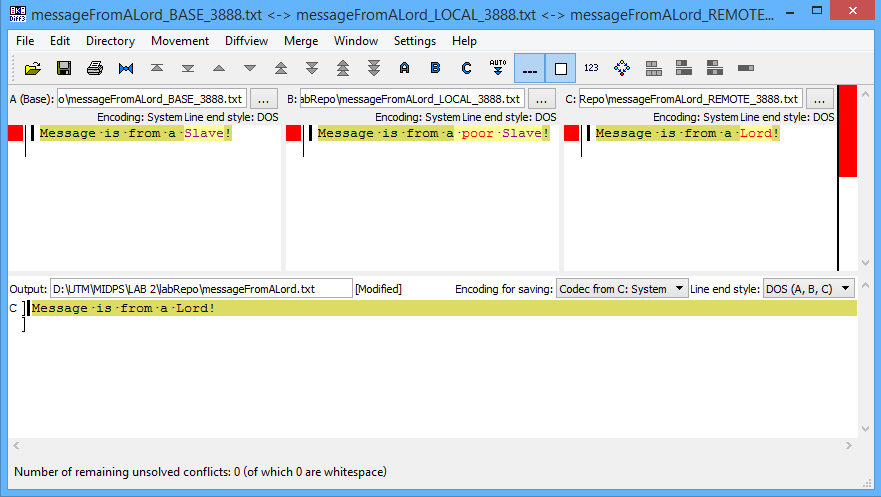 messageFromALord_BASE_3888.txt <-> messageFromALord_LOCAL_3888.txt <-> messageFromALord_REMOTE...
File Edit Directory Movement Diffview Merge Window Settings Help
A B C AUTO 123
A (Base): o\messageFromALord_BASE_3888.txt ... B: abRepo\messageFromALord_LOCAL_3888.txt ... C: Repo\messageFromALord_REMOTE_3888.txt ...
Encoding: System Line end style: DOS Encoding: System Line end style: DOS Encoding: System Line end style: DOS
Message·is·from·a·Slave! Message·is·from·a·poor·Slave! Message·is·from·a·Lord!
Output: D:\UTM\MIDPS\LAB 2\labRepo\messageFromALord.txt [Modified] Encoding for saving: Codec from C: System Line end style: DOS (A, B, C)
C Message·is·from·a·Lord!
Number of remaining unsolved conflicts: 0 (of which 0 are whitespace)